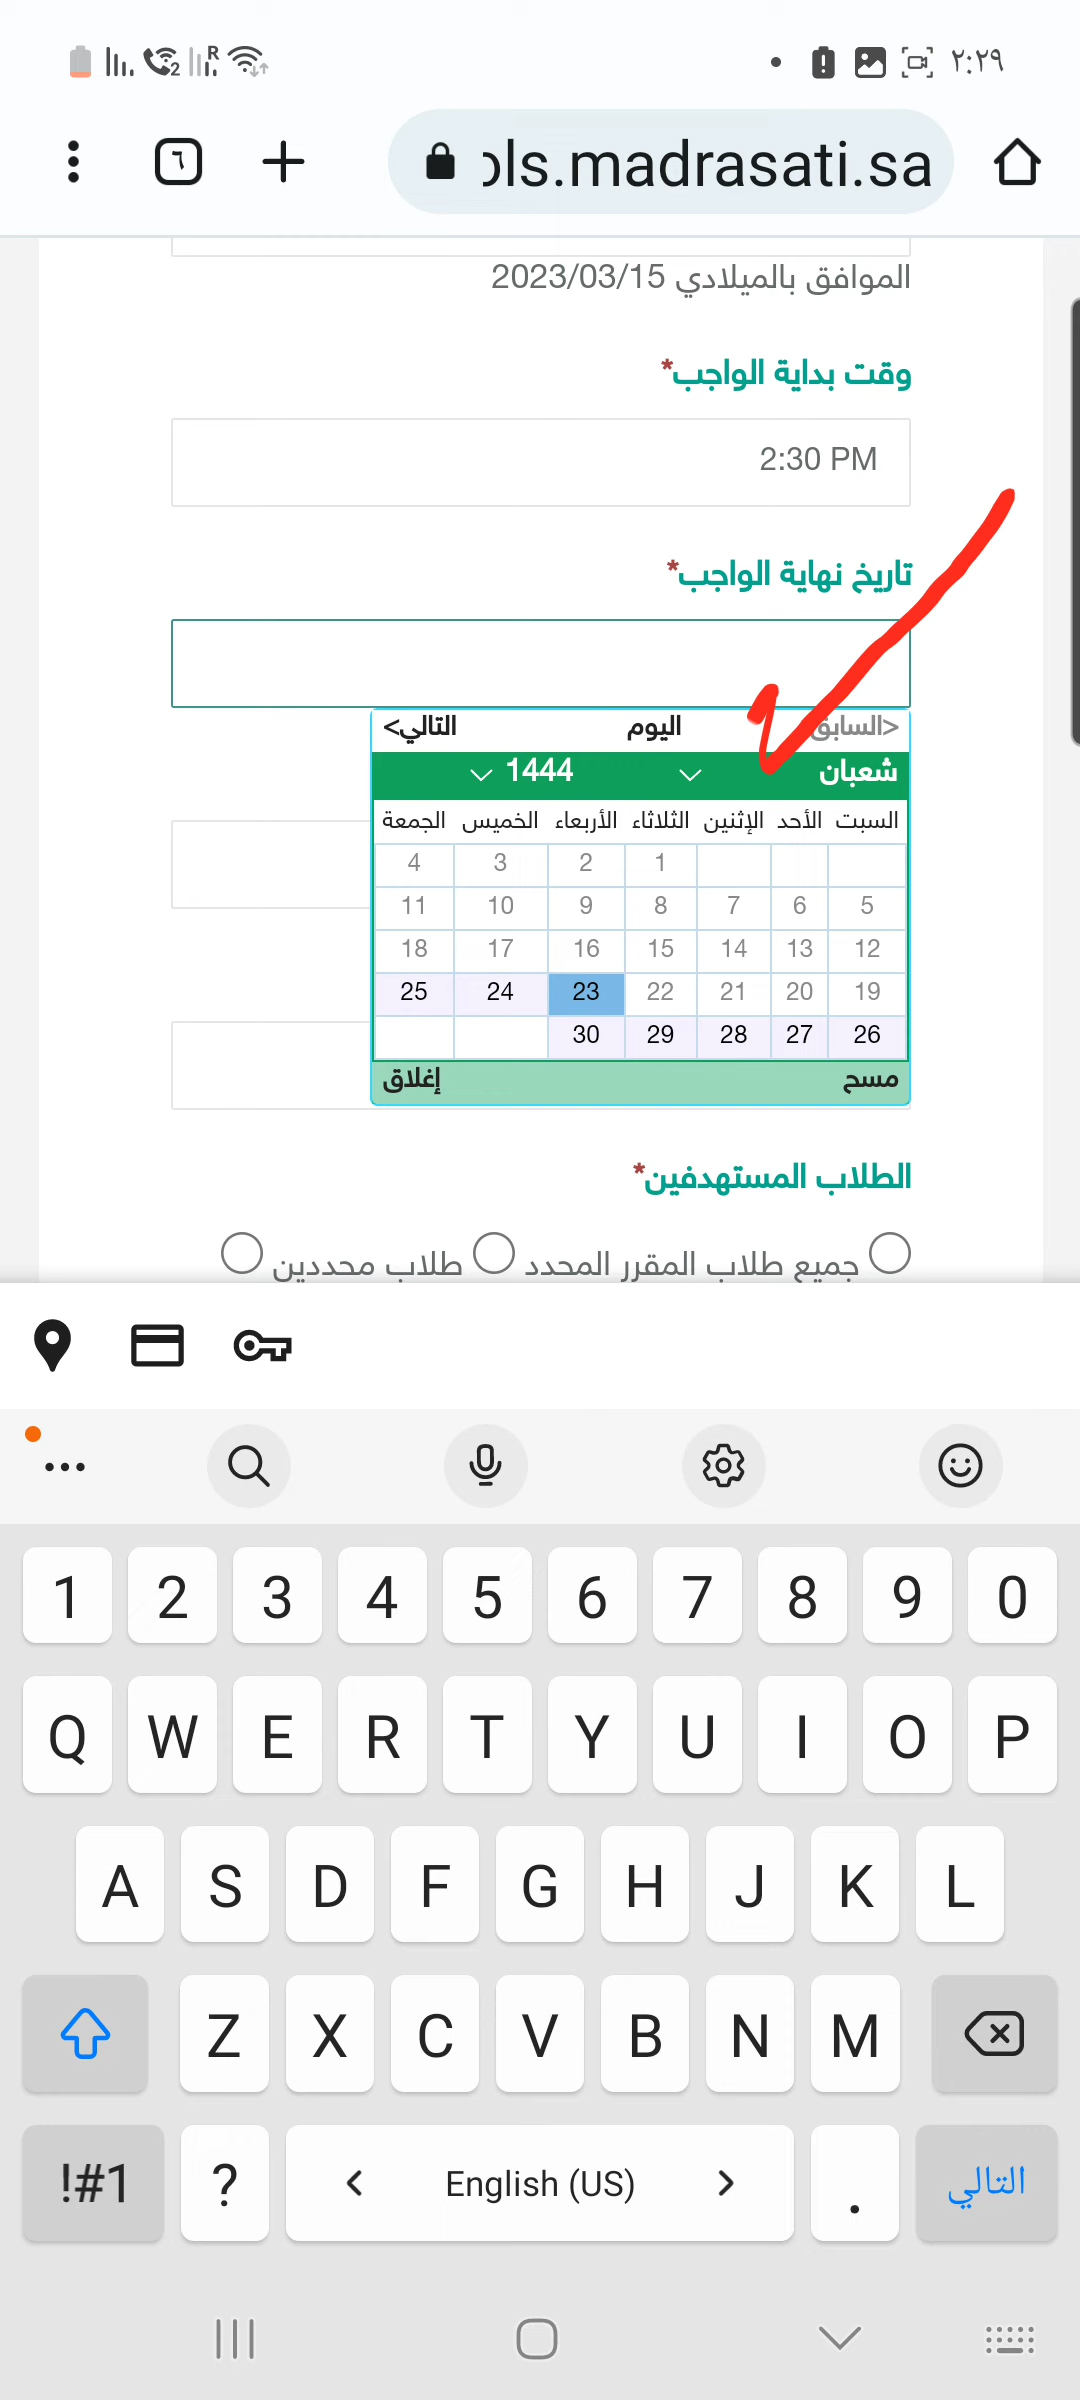 ٢:٢٩
R
2
٦
ols.madrasati.sa
الموافق بالميلادي 2023/03/15
وقت بداية الواجب*
2:30 PM
تاريخ نهاية الواجب*
<السابق اليوم التالي>
شعبان 1444
السبت الأحد الإثنين الثلاثاء الأربعاء الخميس الجمعة
1 2 3 4
5 6 7 8 9 10 11
12 13 14 15 16 17 18
19 20 21 22 23 24 25
26 27 28 29 30
مسح إغلاق
الطلاب المستهدفين*
جميع طلاب المقرر المحدد طلاب محددين
1 2 3 4 5 6 7 8 9 0
Q W E R T Y U I O P
A S D F G H J K L
Z X C V B N M
!#1 ? < English (US) > . التالي